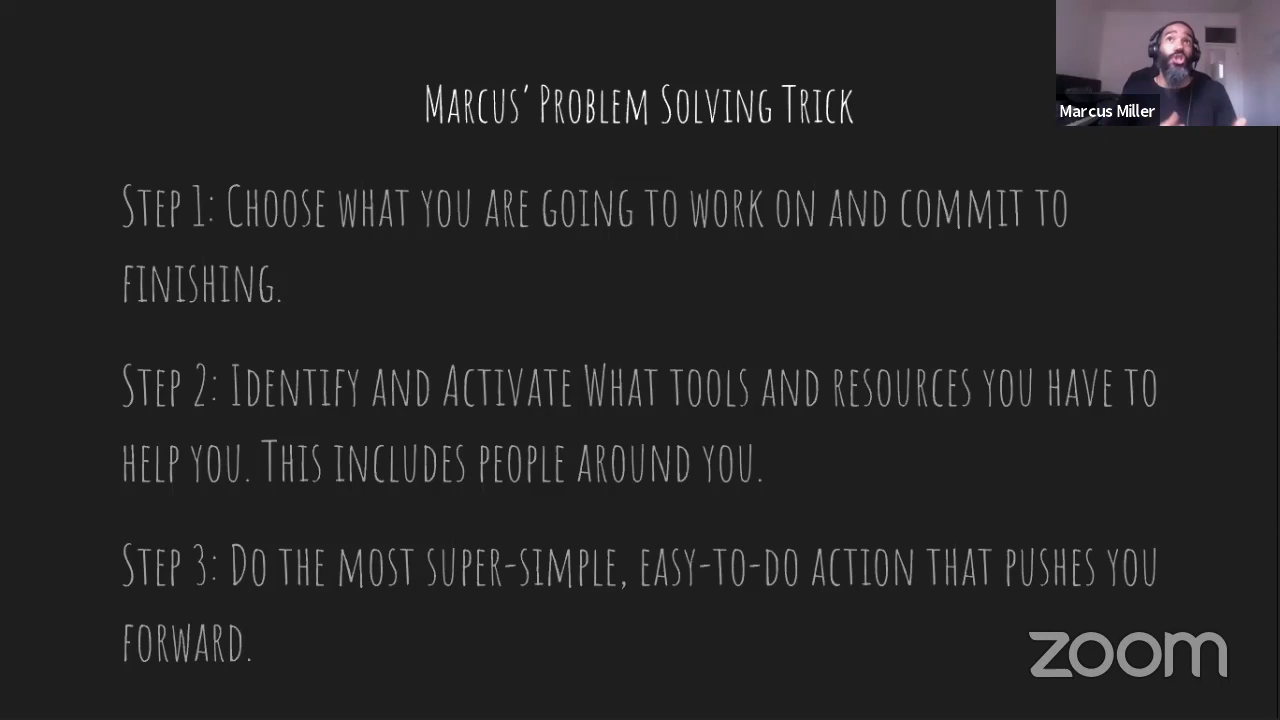 Marcus Miller
Marcus’ Problem Solving Trick
Step 1: Choose what you are going to work on and commit to
finishing.
Step 2: Identify and Activate What tools and resources you have to
help you. This includes people around you.
Step 3: Do the most super-simple, easy-to-do action that pushes you
forward.
zoom